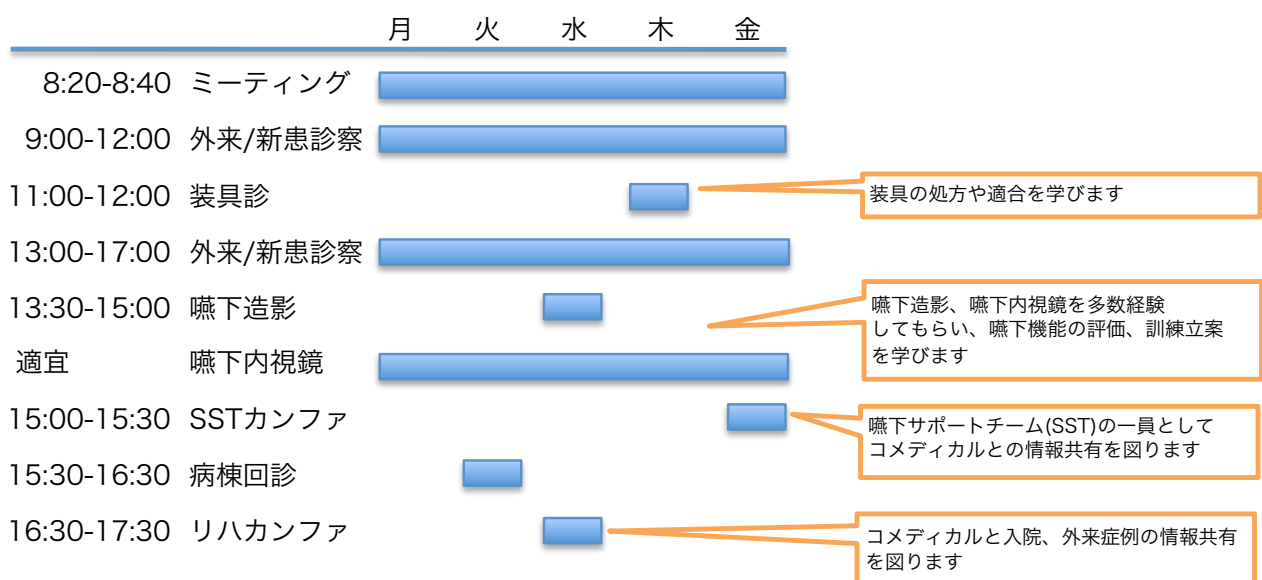 月 火 水 木 金
8:20-8:40 ミーティング
9:00-12:00 外来/新患診察
11:00-12:00 装具診
装具の処方や適合を学びます
13:00-17:00 外来/新患診察
13:30-15:00 嚥下造影
嚥下造影、嚥下内視鏡を多数経験
してもらい、嚥下機能の評価、訓練立案
を学びます
適宜 嚥下内視鏡
15:00-15:30 SSTカンファ
嚥下サポートチーム(SST)の一員として
コメディカルとの情報共有を図ります
15:30-16:30 病棟回診
16:30-17:30 リハカンファ
コメディカルと入院、外来症例の情報共有
を図ります